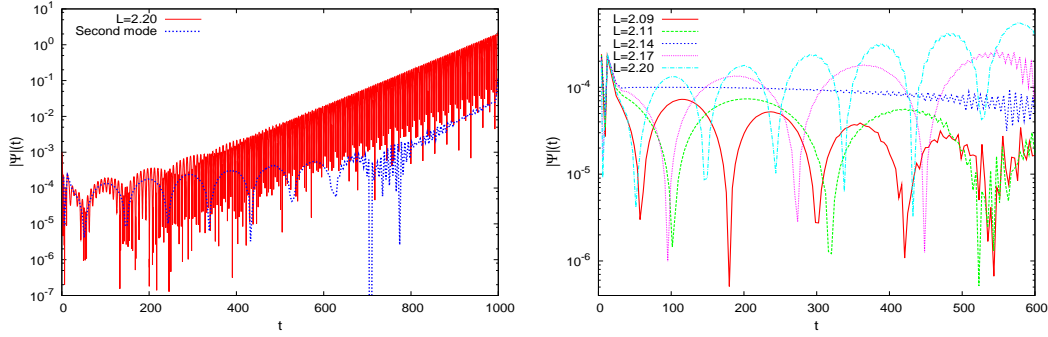 L=2.20
Second mode
10^1
10^0
10^-1
10^-2
10^-3
10^-4
10^-5
10^-6
10^-7
|Ψ|(t)
0 200 400 600 800 1000
t
L=2.09
L=2.11
L=2.14
L=2.17
L=2.20
10^-4
10^-5
10^-6
|Ψ|(t)
0 100 200 300 400 500 600
t